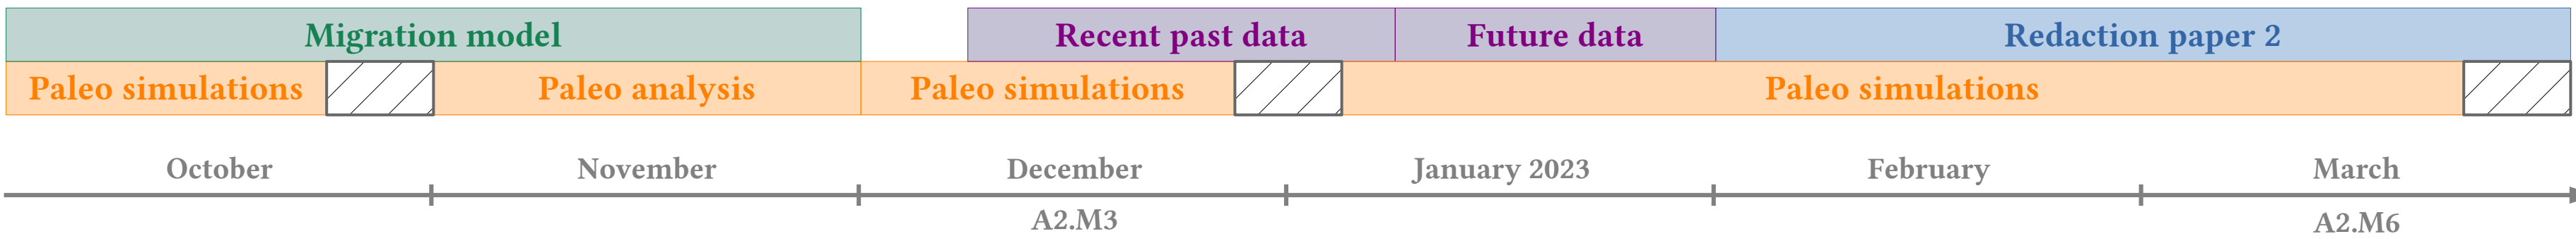 Migration model
Recent past data
Future data
Redaction paper 2
Paleo simulations
Paleo analysis
Paleo simulations
Paleo simulations
October
November
December
January 2023
February
March
A2.M3
A2.M6